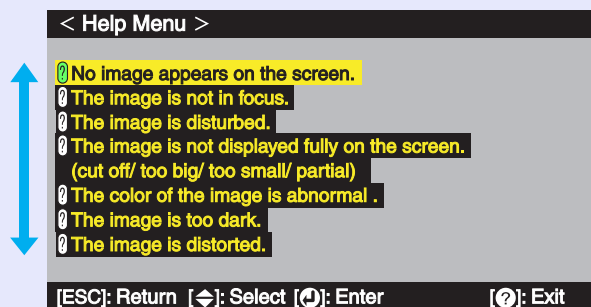 < Help Menu >
? No image appears on the screen.
? The image is not in focus.
? The image is disturbed.
? The image is not displayed fully on the screen.
(cut off/ too big/ too small/ partial)
? The color of the image is abnormal .
? The image is too dark.
? The image is distorted.
[ESC]: Return [◆]: Select [↲]: Enter [?]: Exit